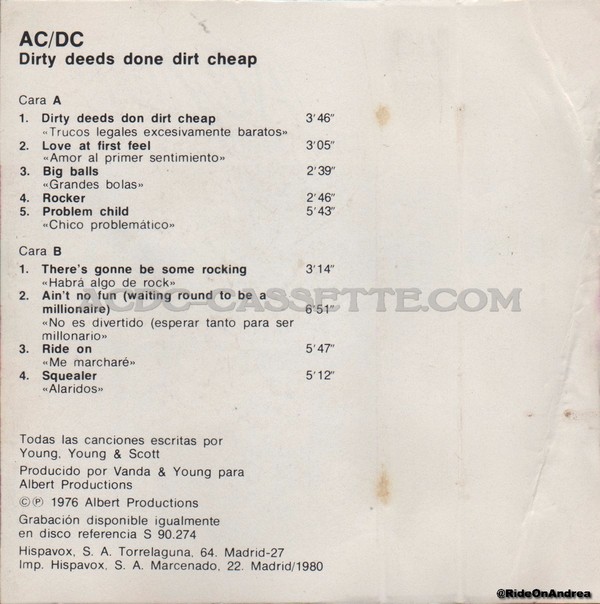 AC/DC
Dirty deeds done dirt cheap
Cara A
1. Dirty deeds don dirt cheap 3'46"
«Trucos legales excesivamente baratos»
2. Love at first feel 3'05"
«Amor al primer sentimiento»
3. Big balls 2'39"
«Grandes bolas»
4. Rocker 2'46"
5. Problem child 5'43"
«Chico problemático»
Cara B
1. There's gonne be some rocking 3'14"
«Habrá algo de rock»
2. Ain't no fun (waiting round to be a
millionaire) 6'51"
«No es divertido (esperar tanto para ser
millonario»
3. Ride on 5'47"
«Me marcharé»
4. Squealer 5'12"
«Alaridos»
ACDC-CASSETTE.COM
Todas las canciones escritas por
Young, Young & Scott
Producido por Vanda & Young para
Albert Productions
©℗ 1976 Albert Productions
Grabación disponible igualmente
en disco referencia S 90.274
Hispavox, S. A. Torrelaguna, 64. Madrid-27
Imp. Hispavox, S. A. Marcenado, 22. Madrid/1980
@RideOnAndrea